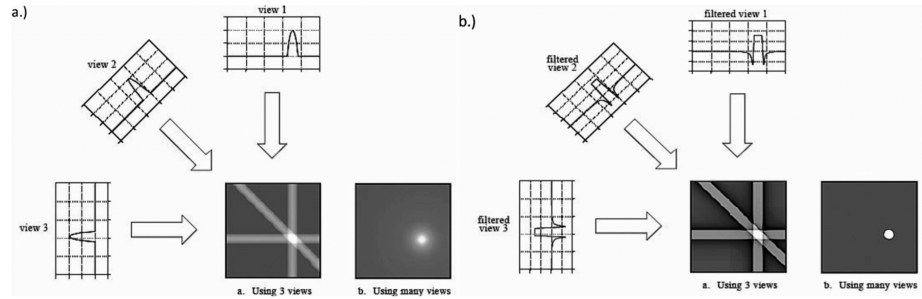 a.)
view 1
view 2
view 3
a. Using 3 views
b. Using many views
b.)
filtered view 1
filtered
view 2
filtered
view 3
a. Using 3 views
b. Using many views